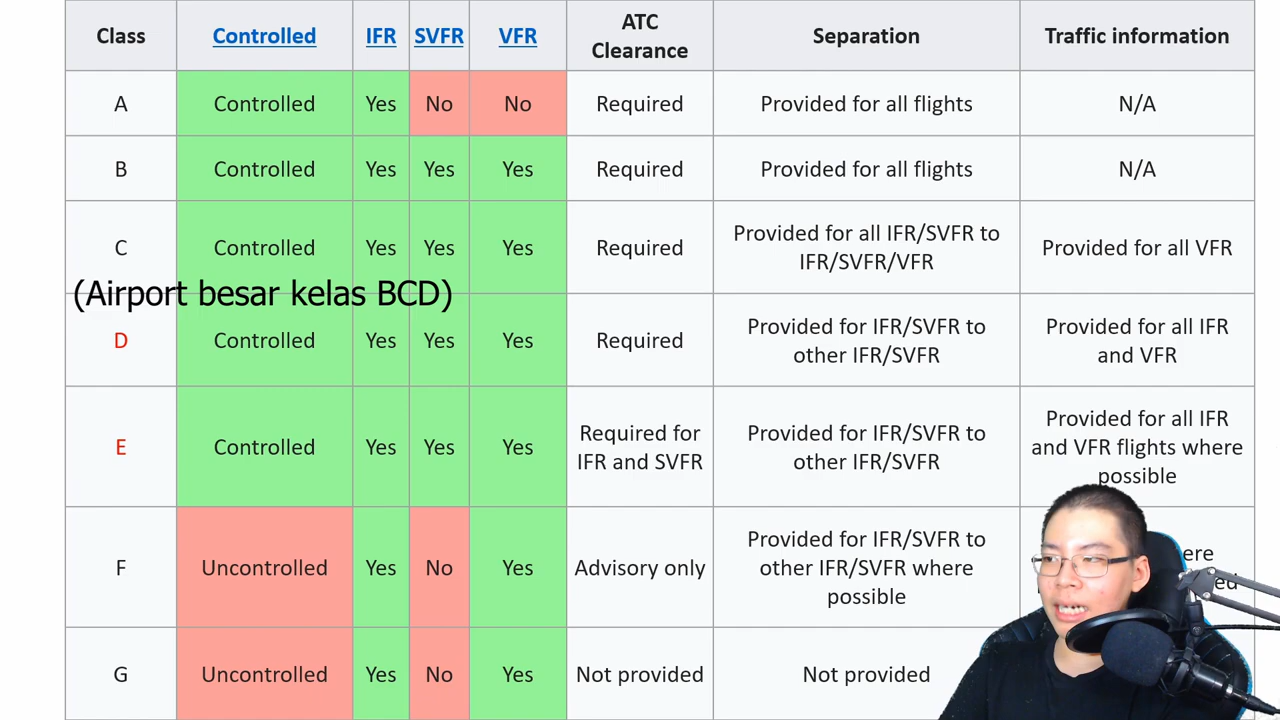 Class Controlled IFR SVFR VFR ATC Clearance Separation Traffic information
A Controlled Yes No No Required Provided for all flights N/A
B Controlled Yes Yes Yes Required Provided for all flights N/A
C Controlled Yes Yes Yes Required Provided for all IFR/SVFR to IFR/SVFR/VFR Provided for all VFR
(Airport besar kelas BCD)
D Controlled Yes Yes Yes Required Provided for IFR/SVFR to other IFR/SVFR Provided for all IFR and VFR
E Controlled Yes Yes Yes Required for IFR and SVFR Provided for IFR/SVFR to other IFR/SVFR Provided for all IFR and VFR flights where possible
F Uncontrolled Yes No Yes Advisory only Provided for IFR/SVFR to other IFR/SVFR where possible
G Uncontrolled Yes No Yes Not provided Not provided